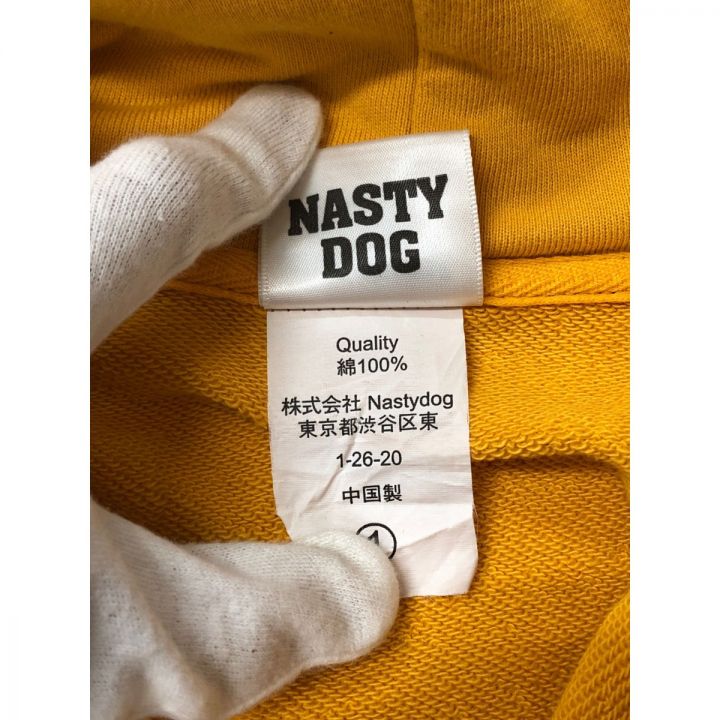 NASTY
DOG
Quality
綿100%
株式会社 Nastydog
東京都渋谷区東
1-26-20
中国製